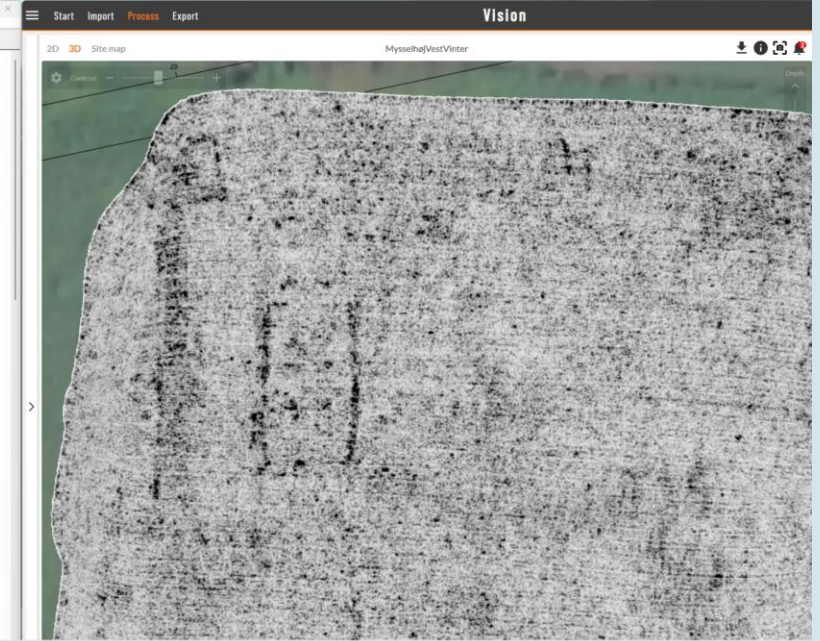 Start Import Process Export Vision
2D 3D Site map MysselhøjVestVinter
20
Contrast
Depth